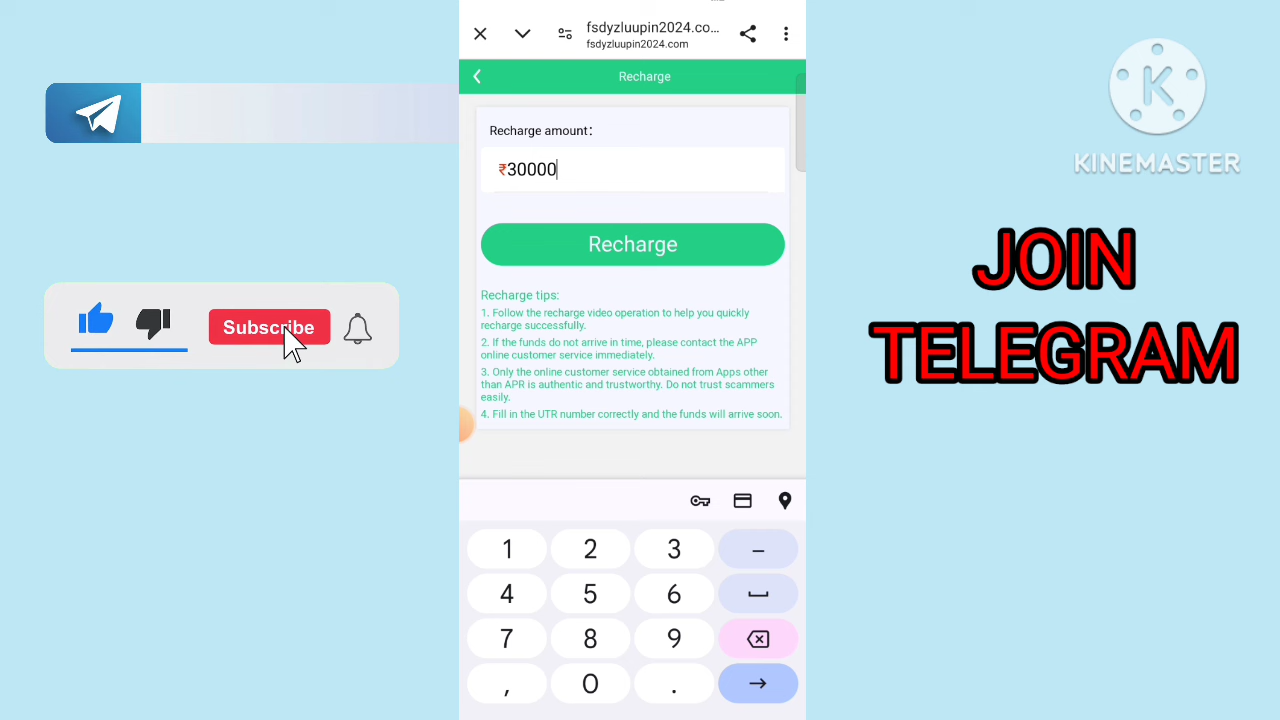 fsdyzluupin2024.co...
fsdyzluupin2024.com
Recharge
Recharge amount:
₹30000
Recharge
Recharge tips:
1. Follow the recharge video operation to help you quickly
recharge successfully.
2. If the funds do not arrive in time, please contact the APP
online customer service immediately.
3. Only the online customer service obtained from Apps other
than APR is authentic and trustworthy. Do not trust scammers
easily.
4. Fill in the UTR number correctly and the funds will arrive soon.
1 2 3 –
4 5 6
7 8 9
, 0 .
Subscribe
K
KINEMASTER
JOIN
TELEGRAM